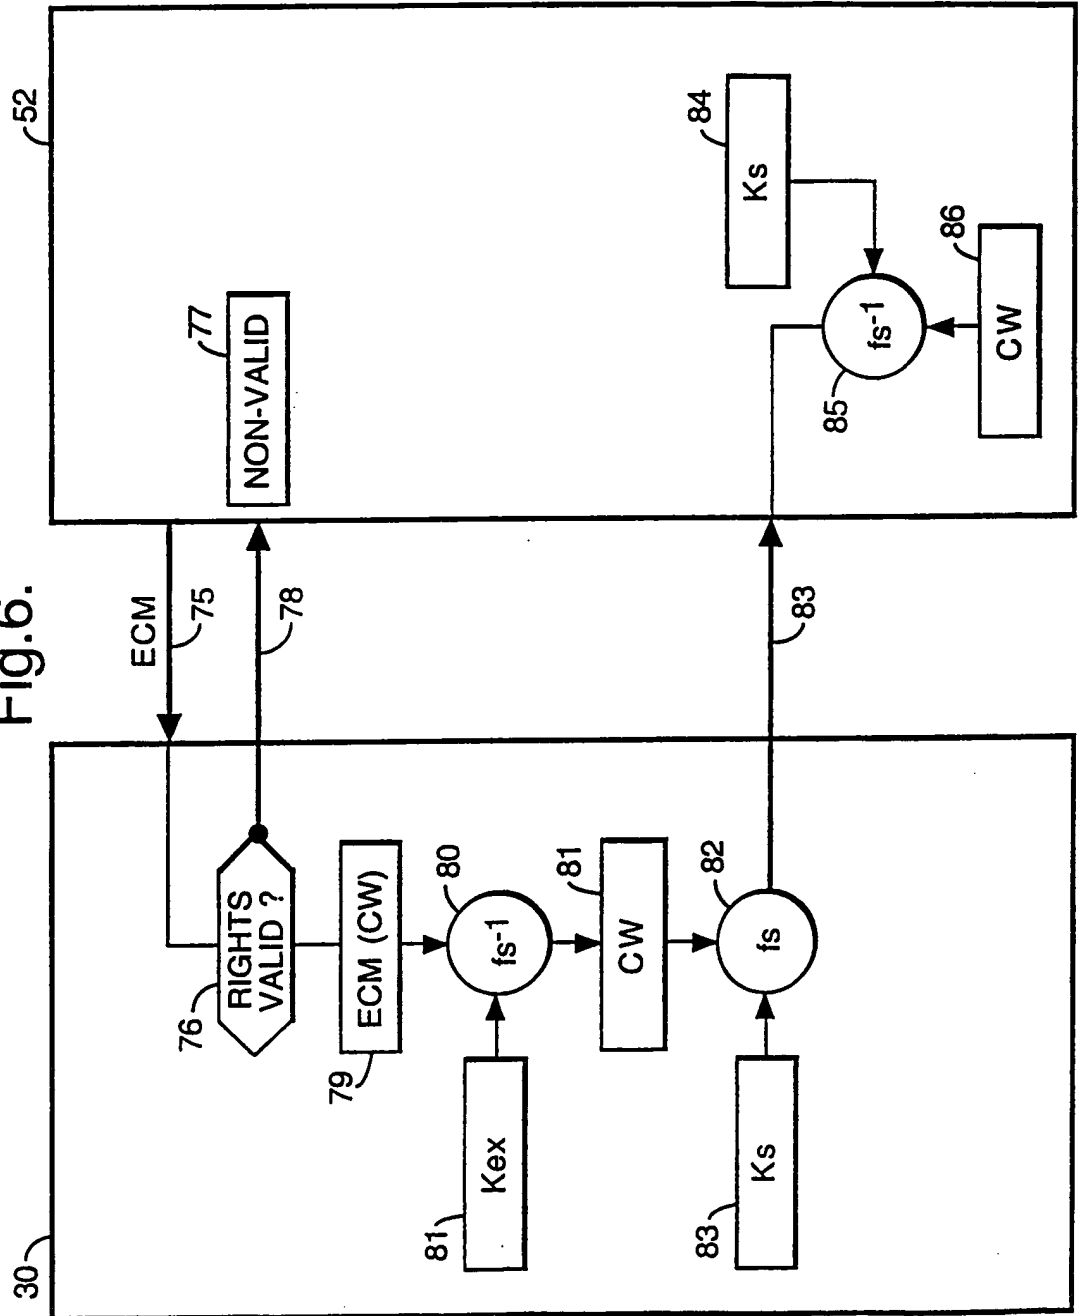 Fig.6.
30
52
ECM
75
76
RIGHTS
VALID ?
78
77
NON-VALID
79
ECM (CW)
80
fs-1
81
Kex
81
CW
82
fs
83
Ks
83
84
Ks
85
fs-1
86
CW